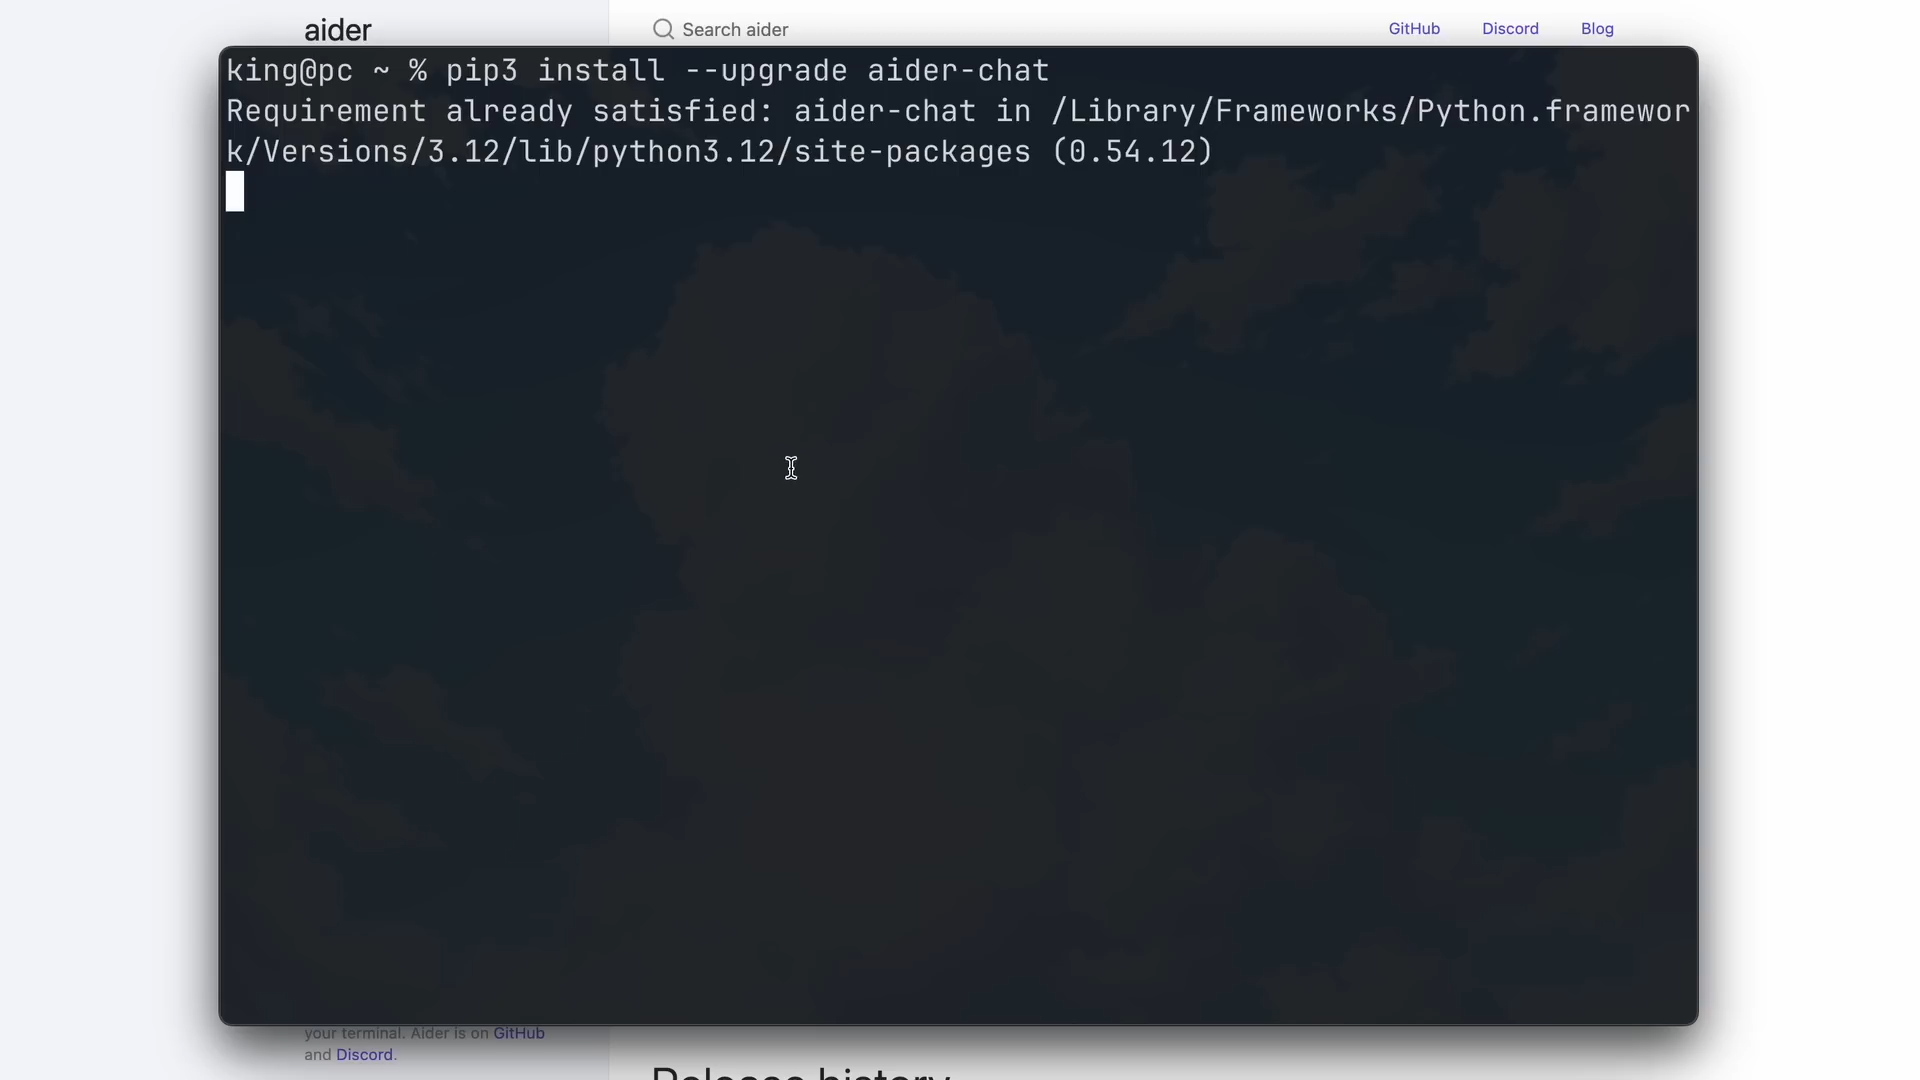 aider
Search aider
GitHub
Discord
Blog
king@pc ~ % pip3 install --upgrade aider-chat
Requirement already satisfied: aider-chat in /Library/Frameworks/Python.framewor
k/Versions/3.12/lib/python3.12/site-packages (0.54.12)
your terminal. Aider is on GitHub
and Discord.
Release history